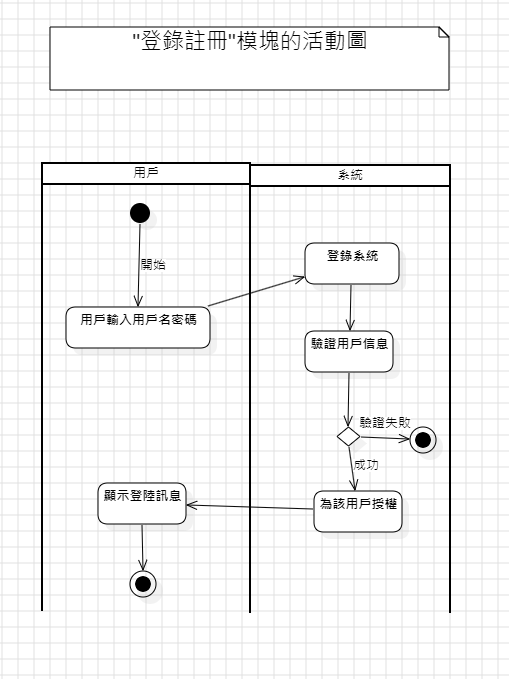 "登錄註冊"模塊的活動圖
用戶
系統
開始
登錄系統
用戶輸入用戶名密碼
驗證用戶信息
驗證失敗
成功
顯示登陸訊息
為該用戶授權